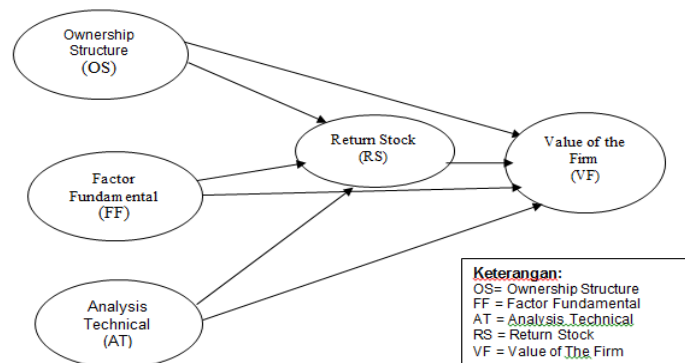 Ownership
Structure
(OS)
Return Stock
(RS)
Value of the
Firm
(VF)
Factor
Fundamental
(FF)
Analysis
Technical
(AT)
Keterangan:
OS= Ownership Structure
FF = Factor Fundamental
AT = Analysis Technical
RS = Return Stock
VF = Value of The Firm